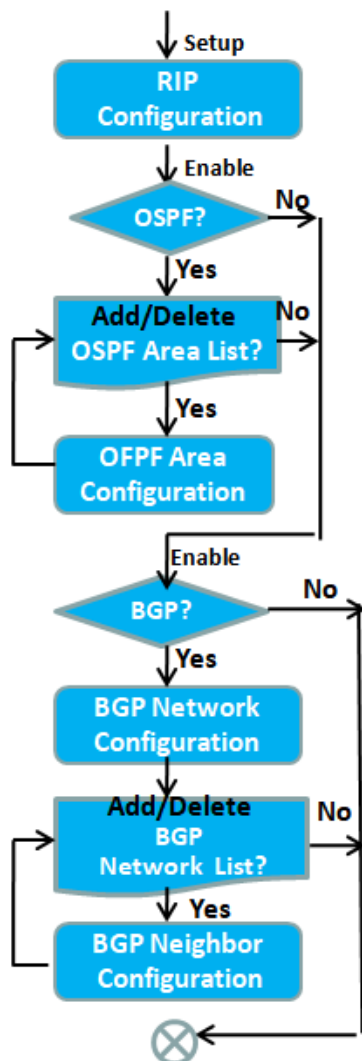 Setup
RIP
Configuration
Enable
OSPF?
No
Yes
Add/Delete
OSPF Area List?
No
Yes
OFPF Area
Configuration
Enable
BGP?
No
Yes
BGP Network
Configuration
Add/Delete
BGP
Network List?
No
Yes
BGP Neighbor
Configuration